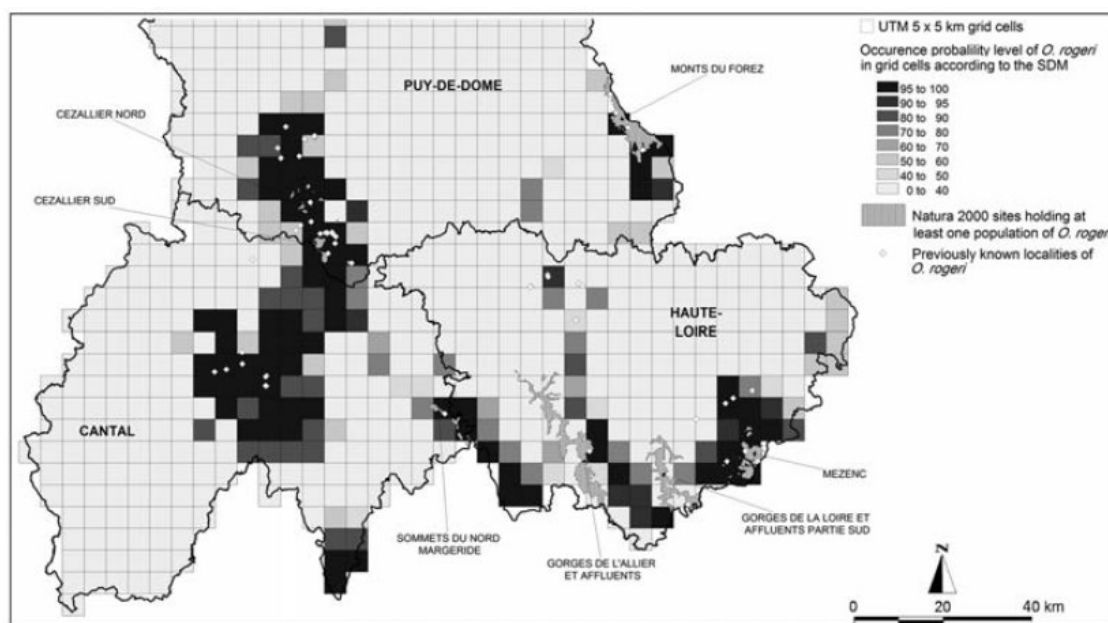 UTM 5 x 5 km grid cells
Occurence probalility level of O. rogeri
in grid cells according to the SDM
95 to 100
90 to 95
80 to 90
70 to 80
60 to 70
50 to 60
40 to 50
0 to 40
Natura 2000 sites holding at
least one population of O. roger
Previously known localities of
O. rogeri
MONTS DU FOREZ
PUY-DE-DOME
CEZALLIER NORD
CEZALLIER SUD
HAUTE-
LOIRE
CANTAL
MEZENC
SOMMETS DU NORD
MARGERIDE
GORGES DE LA LOIRE ET
AFFLUENTS PARTIE SUD
GORGES DE L'ALLIER
ET AFFLUENTS
N
0 20 40 km